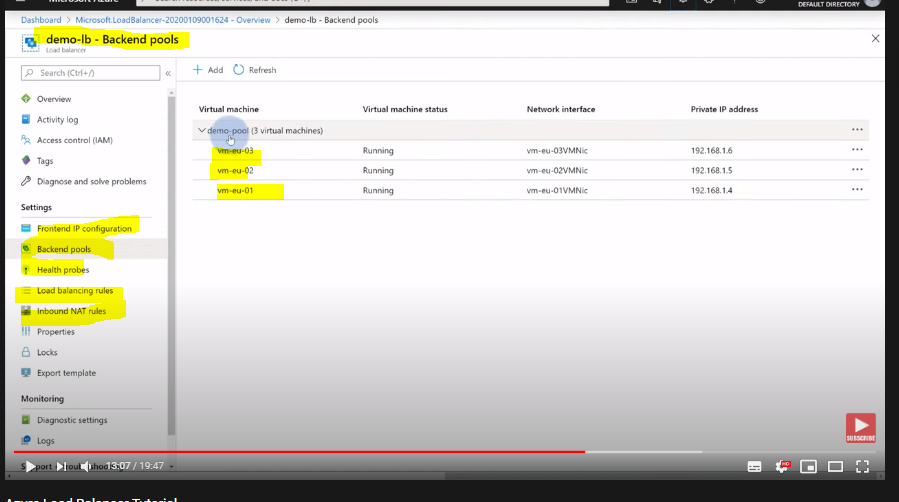 Microsoft Azure
DEFAULT DIRECTORY
Dashboard > Microsoft.LoadBalancer-20200109001624 - Overview > demo-lb - Backend pools
demo-lb - Backend pools
Load balancer
Search (Ctrl+/)
«
Add Refresh
Overview
Activity log
Access control (IAM)
Tags
Diagnose and solve problems
Settings
Frontend IP configuration
Backend pools
Health probes
Load balancing rules
Inbound NAT rules
Properties
Locks
Export template
Monitoring
Diagnostic settings
Logs
Virtual machine Virtual machine status Network interface Private IP address
demo-pool (3 virtual machines)
vm-eu-03 Running vm-eu-03VMNic 192.168.1.6
vm-eu-02 Running vm-eu-02VMNic 192.168.1.5
vm-eu-01 Running vm-eu-01VMNic 192.168.1.4
SUBSCRIBE
13:07 / 19:47
HD
Azure Load Balancer Tutorial